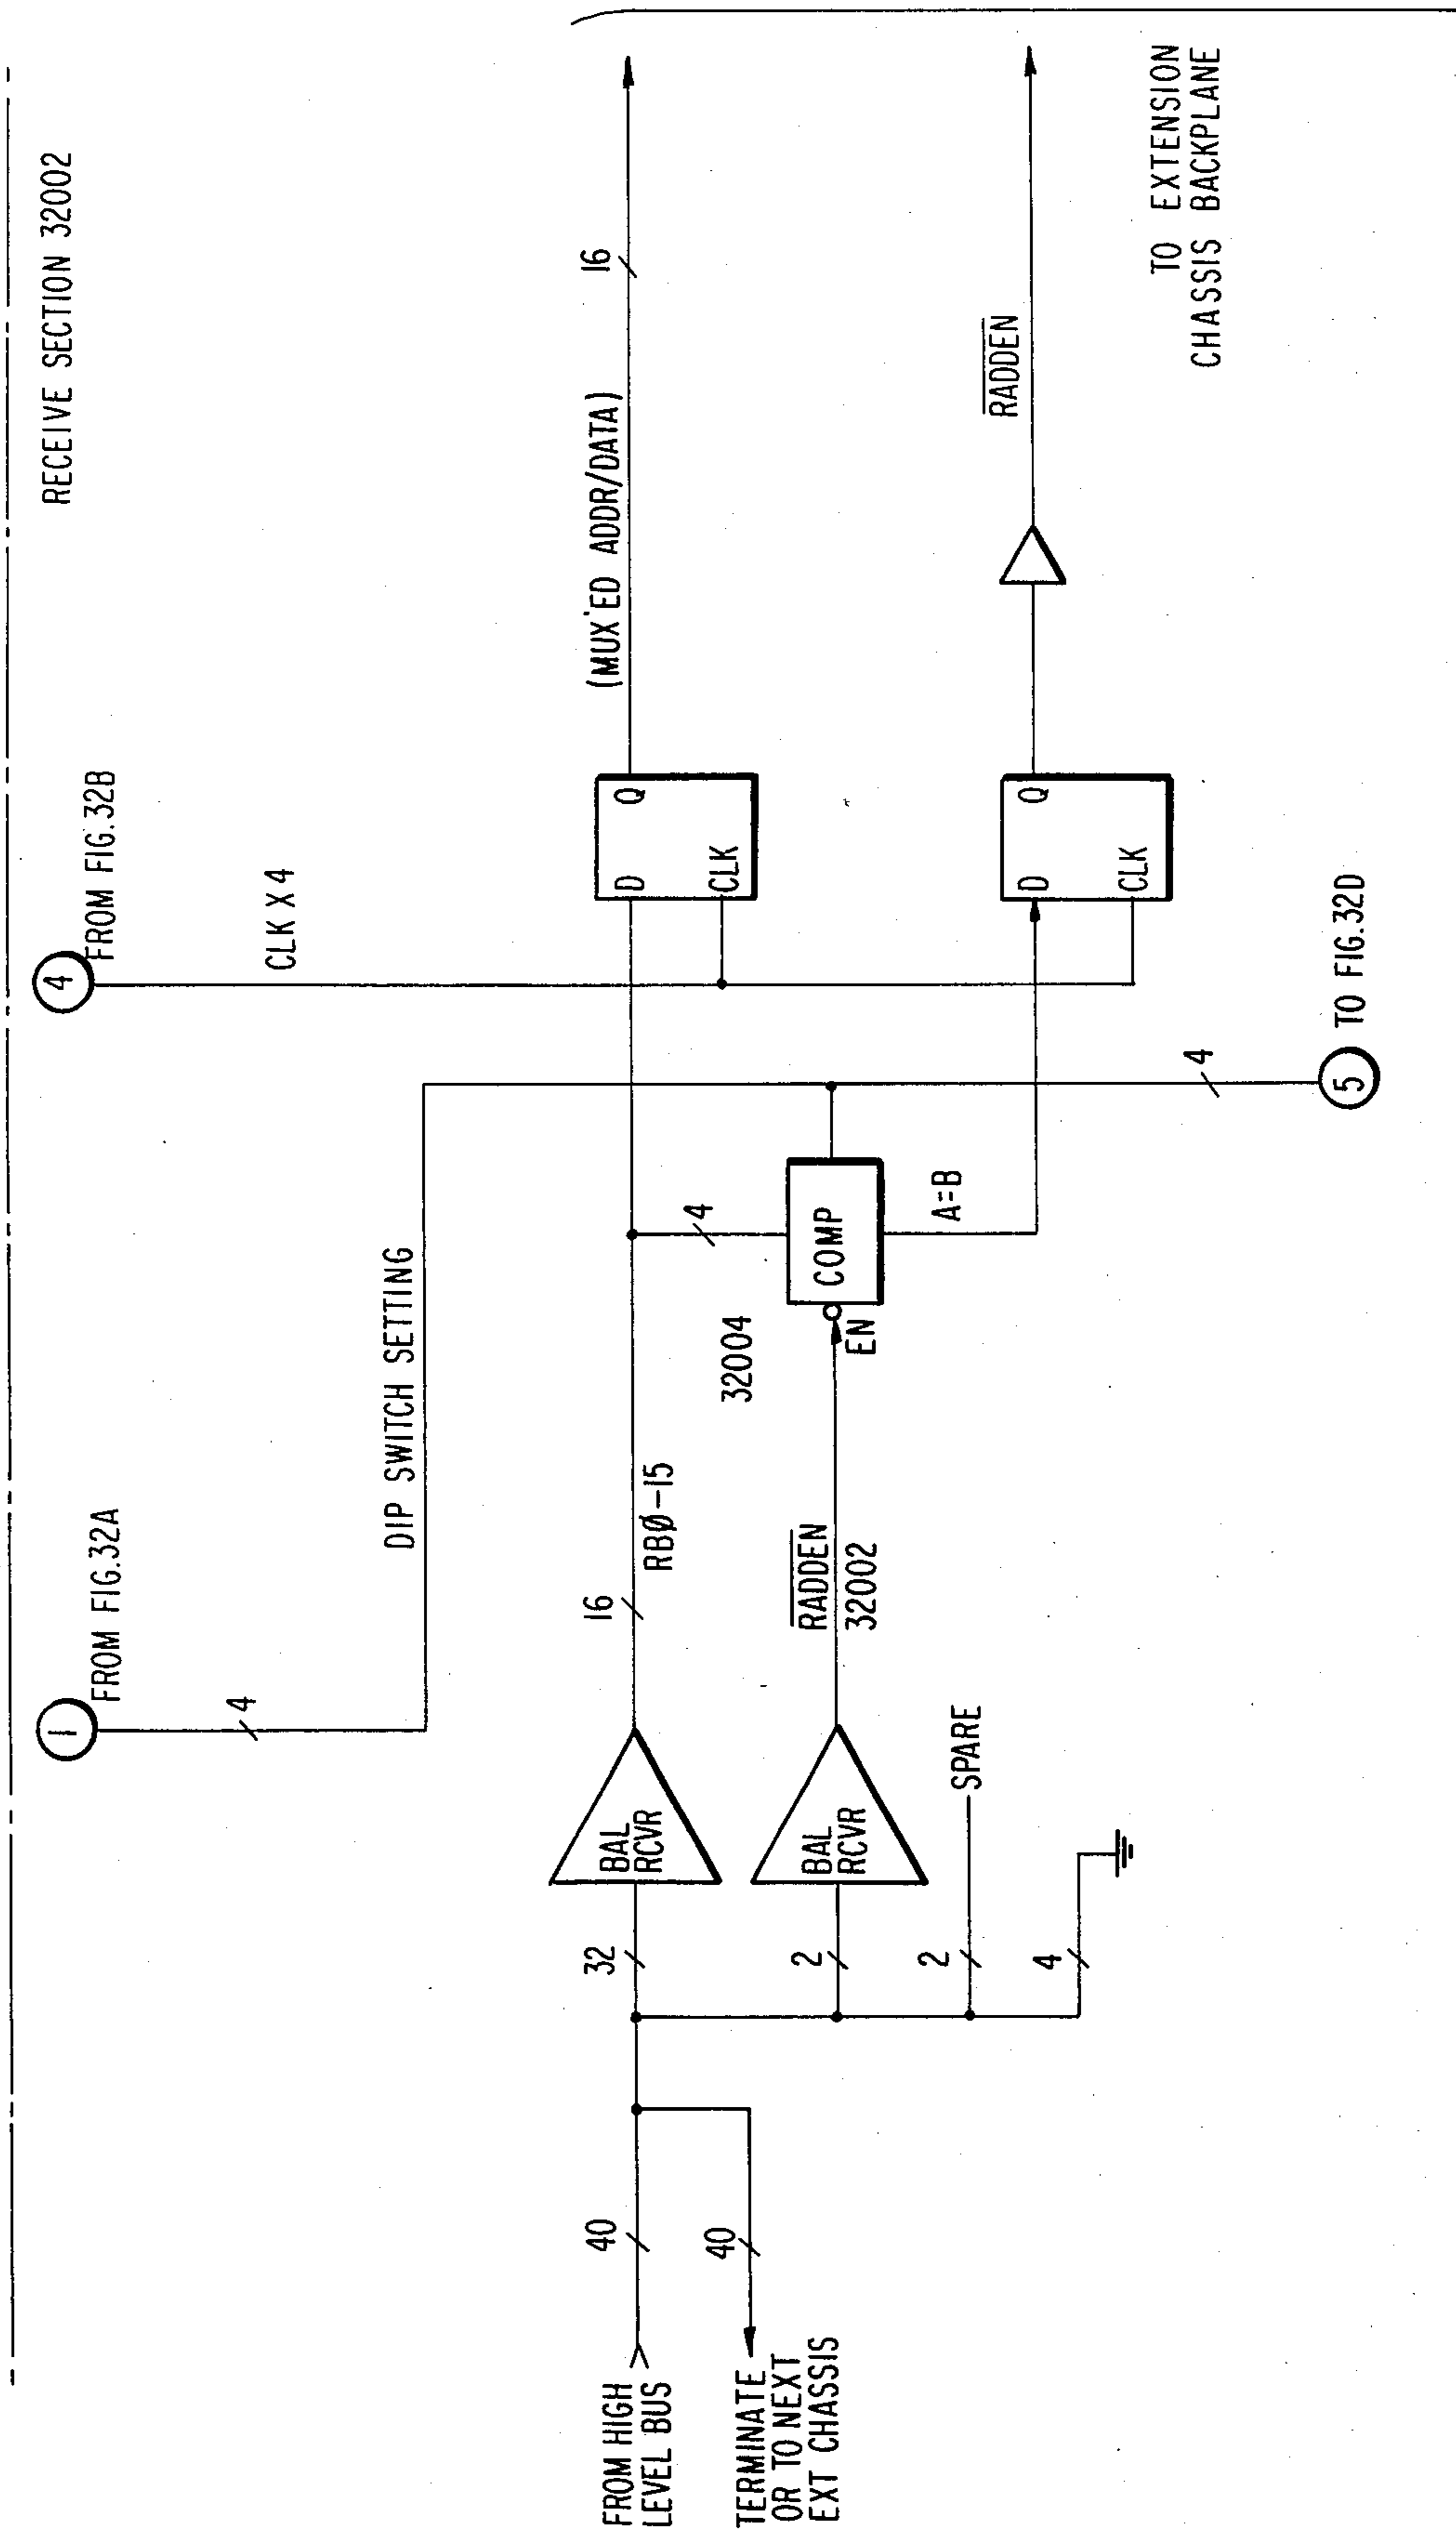 RECEIVE SECTION 32002
1
FROM FIG.32A
4
4
FROM FIG.32B
CLK X 4
DIP SWITCH SETTING
FROM HIGH
LEVEL BUS
40
TERMINATE
OR TO NEXT
EXT CHASSIS
40
32
BAL
RCVR
16
RBØ-15
2
BAL
RCVR
RADDEN
32002
2
SPARE
4
32004
EN
COMP
4
A=B
4
5
TO FIG.32D
D
Q
CLK
(MUX'ED ADDR/DATA)
16
D
Q
CLK
RADDEN
TO EXTENSION
CHASSIS BACKPLANE